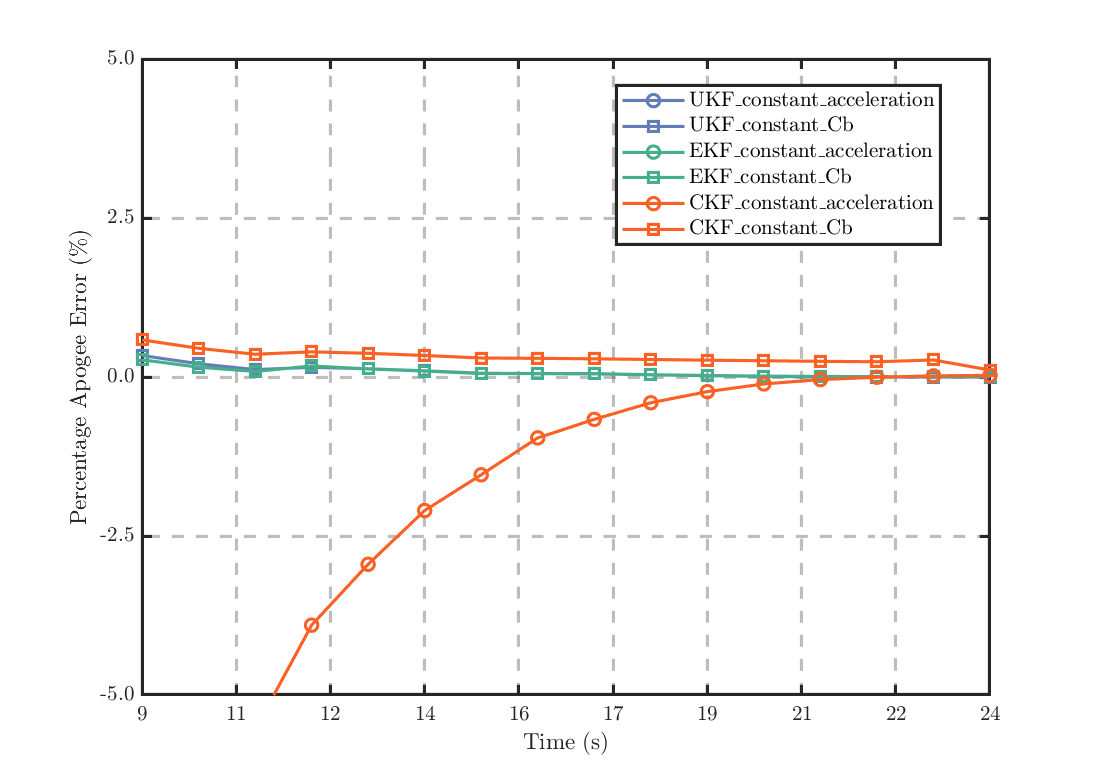 5.0
2.5
0.0
-2.5
-5.0
Percentage Apogee Error (%)
UKF_constant_acceleration
UKF_constant_Cb
EKF_constant_acceleration
EKF_constant_Cb
CKF_constant_acceleration
CKF_constant_Cb
9 11 12 14 16 17 19 21 22 24
Time (s)